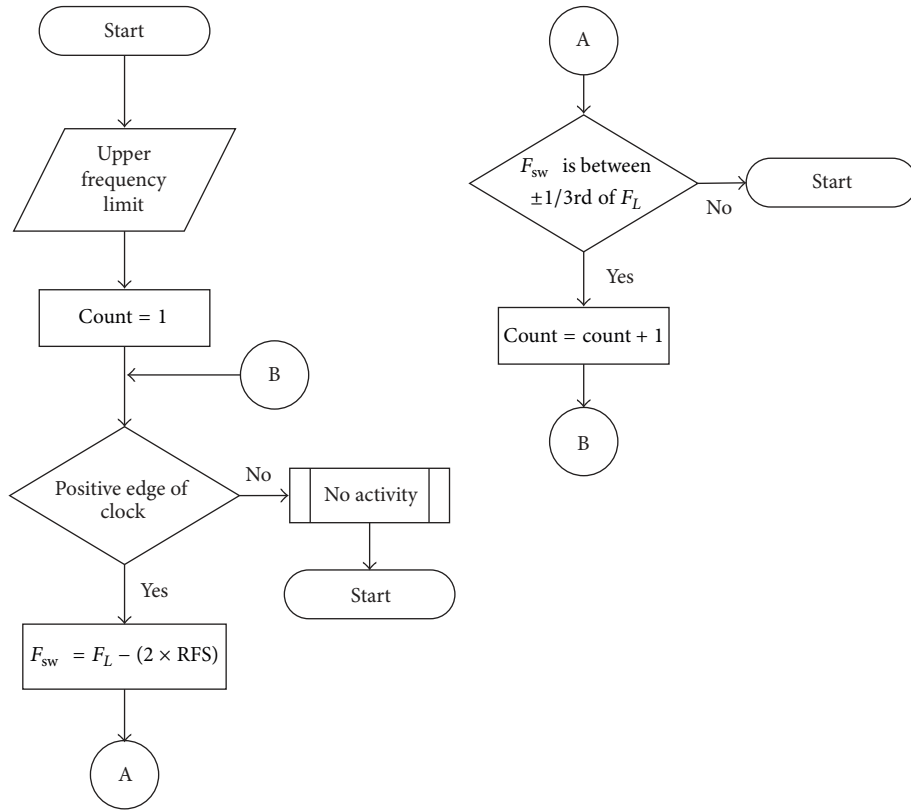 Start
Upper
frequency
limit
Count = 1
B
Positive edge of
clock
No
No activity
Start
Yes
F_sw = F_L − (2 × RFS)
A
A
F_sw is between
±1/3rd of F_L
No
Start
Yes
Count = count + 1
B